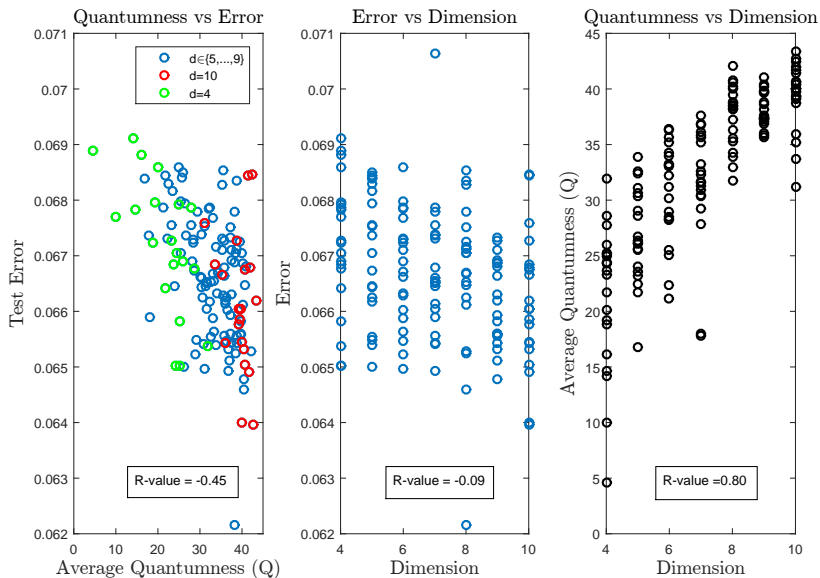 Quantumness vs Error
Error vs Dimension
Quantumness vs Dimension
0.071
0.07
0.069
0.068
0.067
0.066
0.065
0.064
0.063
0.062
Test Error
d∈{5,...,9}
d=10
d=4
R-value = -0.45
0
10
20
30
40
Average Quantumness (Q)
0.071
0.07
0.069
0.068
0.067
0.066
0.065
0.064
0.063
0.062
Error
R-value = -0.09
4
6
8
10
Dimension
45
40
35
30
25
20
15
10
5
0
Average Quantumness (Q)
R-value =0.80
4
6
8
10
Dimension